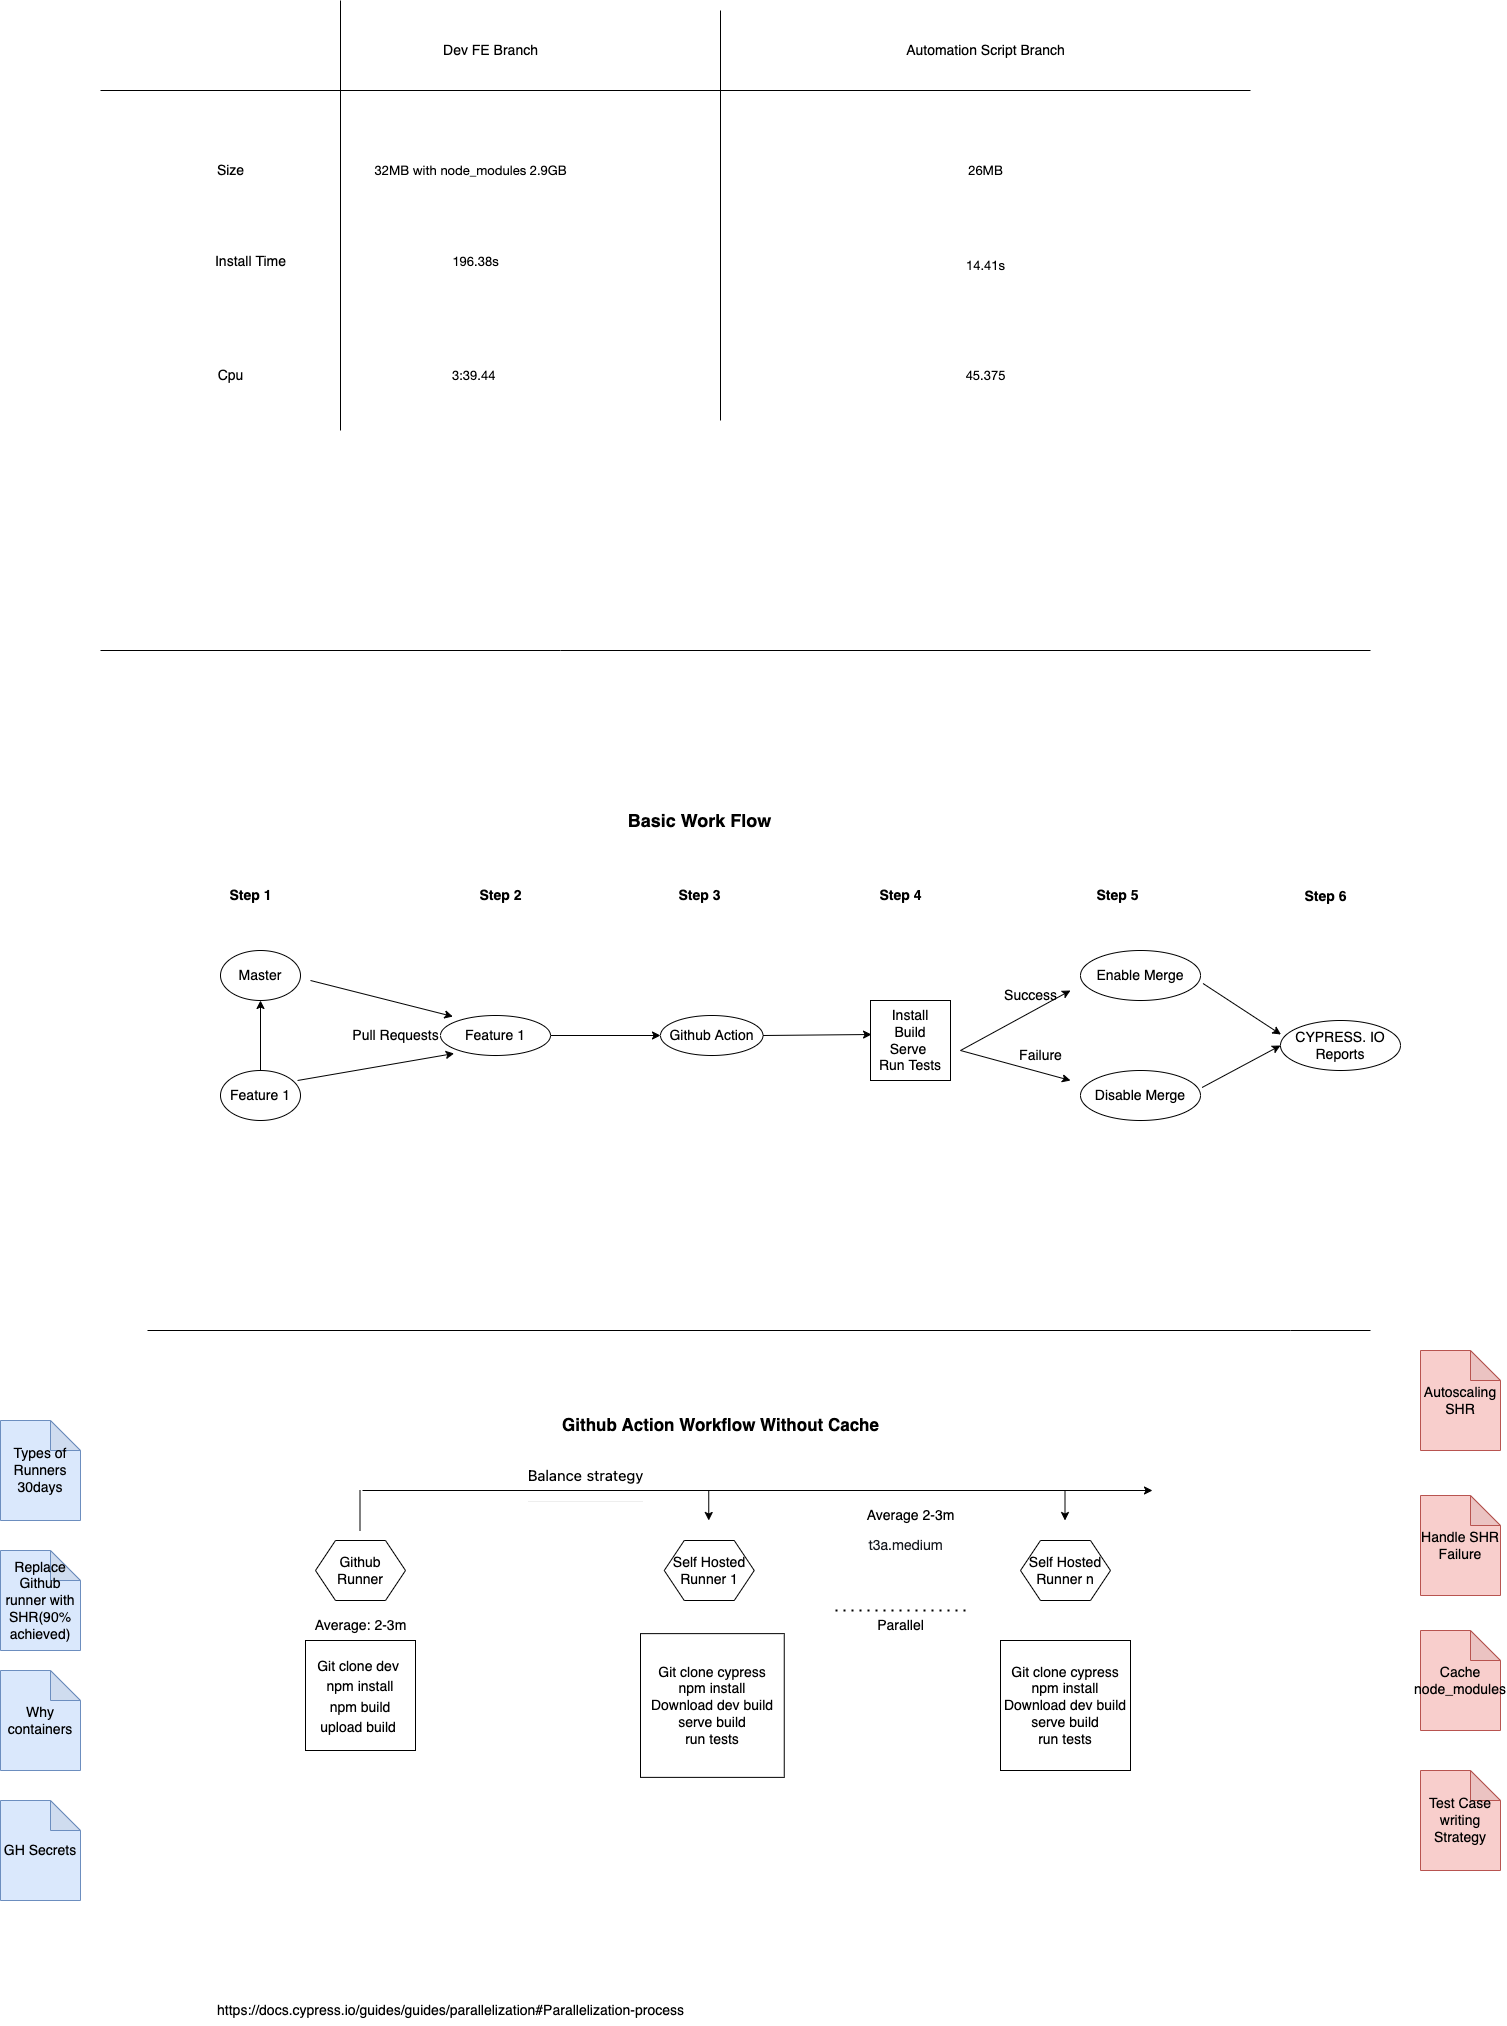 Dev FE Branch
Automation Script Branch
Size
32MB with node_modules 2.9GB
26MB
Install Time
196.38s
14.41s
Cpu
3:39.44
45.375
Basic Work Flow
Step 1
Step 2
Step 3
Step 4
Step 5
Step 6
Master
Feature 1
Pull Requests
Feature 1
Github Action
Install
Build
Serve
Run Tests
Success
Failure
Enable Merge
Disable Merge
CYPRESS. IO
Reports
Github Action Workflow Without Cache
Balance strategy
Average 2-3m
t3a.medium
Github
Runner
Self Hosted
Runner 1
Self Hosted
Runner n
Average: 2-3m
Parallel
Git clone dev
npm install
npm build
upload build
Git clone cypress
npm install
Download dev build
serve build
run tests
Git clone cypress
npm install
Download dev build
serve build
run tests
Types of
Runners
30days
Replace
Github
runner with
SHR(90%
achieved)
Why
containers
GH Secrets
Autoscaling
SHR
Handle SHR
Failure
Cache
node_modules
Test Case
writing
Strategy
https://docs.cypress.io/guides/guides/parallelization#Parallelization-process